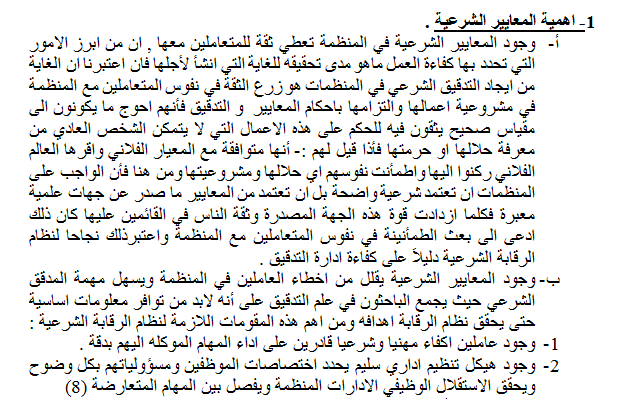 1- اهمية المعايير الشرعية .
أ- وجود المعايير الشرعية في المنظمة تعطي ثقة للمتعاملين معها , ان من ابرز الامور
التي تحدد بها كفاءة العمل ماهو مدى تحقيقه للغاية التي انشأ لأجلها فان اعتبرنا ان الغاية
من ايجاد التدقيق الشرعي في المنظمات هو زرع الثقة في نفوس المتعاملين مع المنظمة
في مشروعية اعمالها والتزامها باحكام المعايير و التدقيق فأنهم احوج ما يكونون الى
مقياس صحيح يثقون فيه للحكم على هذه الاعمال التي لا يتمكن الشخص العادي من
معرفة حلالها او حرمتها فأذا قيل لهم :- أنها متوافقة مع المعيار الفلاني واقرها العالم
الفلاني ركنوا اليها واطمأنت نفوسهم اي حلالها ومشروعيتها ومن هنا فأن الواجب على
المنظمات ان تعتمد شرعية واضحة بل ان تعتمد من المعايير ما صدر عن جهات علمية
معبرة فكلما ازدادت قوة هذه الجهة المصدرة وثقة الناس في القائمين عليها كان ذلك
ادعى الى بعث الطمأنينة في نفوس المتعاملين مع المنظمة واعتبرذلك نجاحا لنظام
الرقابة الشرعية دليلاً على كفاءة ادارة التدقيق .
ب- وجود المعايير الشرعية يقلل من اخطاء العاملين في المنظمة ويسهل مهمة المدقق
الشرعي حيث يجمع الباحثون في علم التدقيق على أنه لابد من توافر معلومات اساسية
حتى يحقق نظام الرقابة اهدافه ومن اهم هذه المقومات اللازمة لنظام الرقابة الشرعية :
1- وجود عاملين اكفاء مهنيا وشرعيا قادرين على اداء المهام الموكله اليهم بدقة .
2- وجود هيكل تنظيم اداري سليم يحدد اختصاصات الموظفين ومسؤولياتهم بكل وضوح
ويحقق الاستقلال الوظيفي الادارات المنظمة ويفصل بين المهام المتعارضة (8)